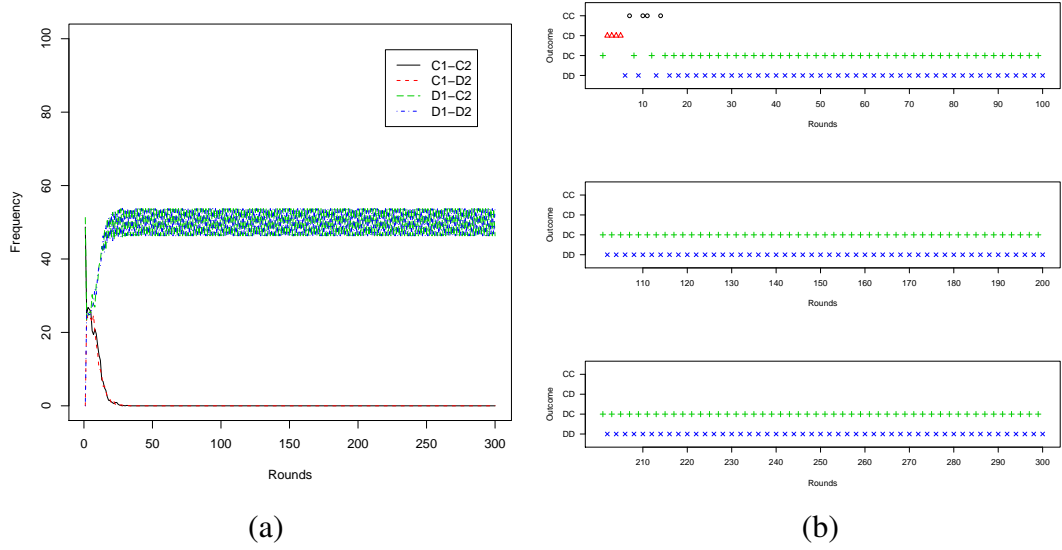 100
80
60
40
20
0
Frequency
C1−C2
C1−D2
D1−C2
D1−D2
0 50 100 150 200 250 300
Rounds
(a)
Outcome
CC
CD
DC
DD
10 20 30 40 50 60 70 80 90 100
Rounds
Outcome
CC
CD
DC
DD
110 120 130 140 150 160 170 180 190 200
Rounds
Outcome
CC
CD
DC
DD
210 220 230 240 250 260 270 280 290 300
Rounds
(b)